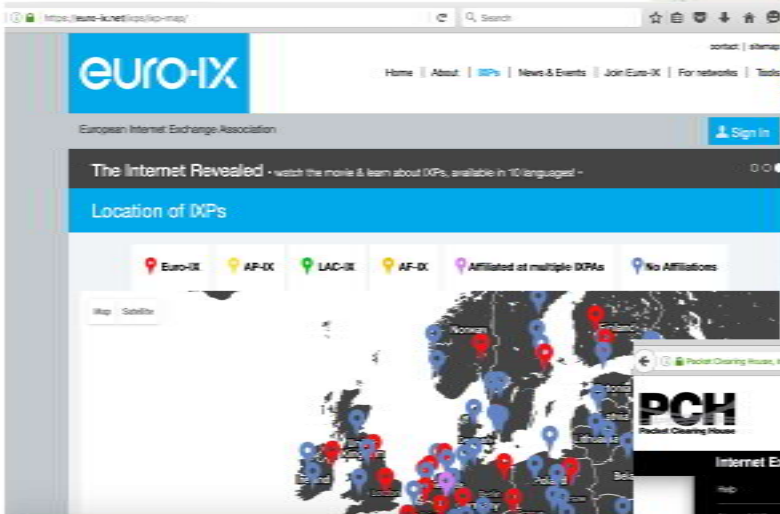 https://euro-ix.net/ixps/ixp-map/
Search
contact | sitemap
euro-ix
Home | About | IXPs | News & Events | Join Euro-IX | For networks | Tools
European Internet Exchange Association
Sign In
The Internet Revealed - watch the movie & learn about IXPs, available in 10 languages! -
Location of IXPs
Euro-IX AP-IX LAC-IX AF-IX Affiliated at multiple IXPAs No Affiliations
Map Satellite
Norway
Finland
Packet Clearing House,
PCH
Packet Clearing House
Lithuania
Poland
Internet Ex
Help